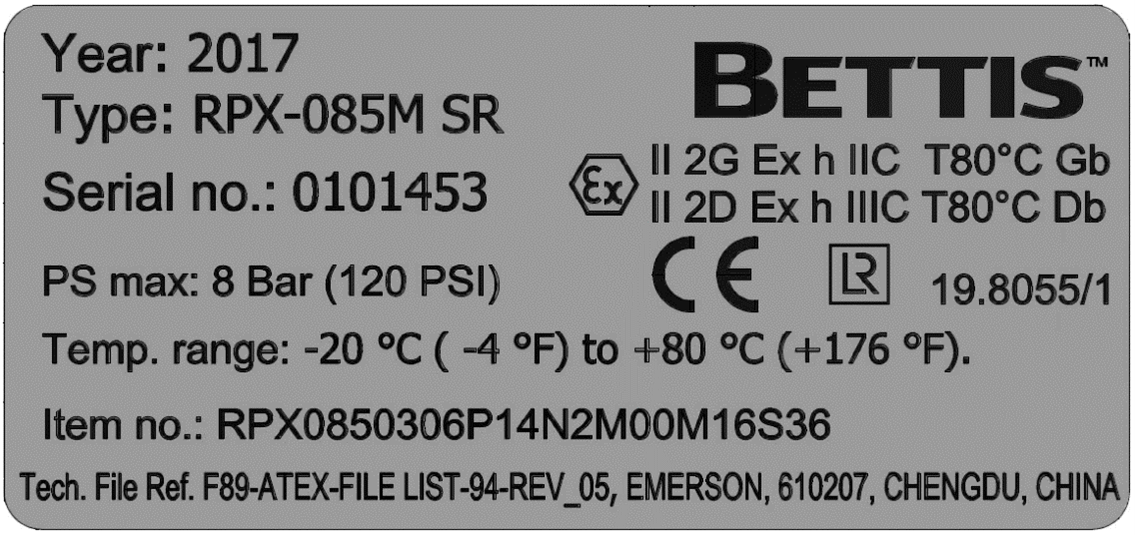 Year: 2017
BETTIS™
Type: RPX-085M SR
Ex II 2G Ex h IIC T80°C Gb
II 2D Ex h IIIC T80°C Db
Serial no.: 0101453
PS max: 8 Bar (120 PSI)
CE LR 19.8055/1
Temp. range: -20 °C ( -4 °F) to +80 °C (+176 °F).
Item no.: RPX0850306P14N2M00M16S36
Tech. File Ref. F89-ATEX-FILE LIST-94-REV_05, EMERSON, 610207, CHENGDU, CHINA